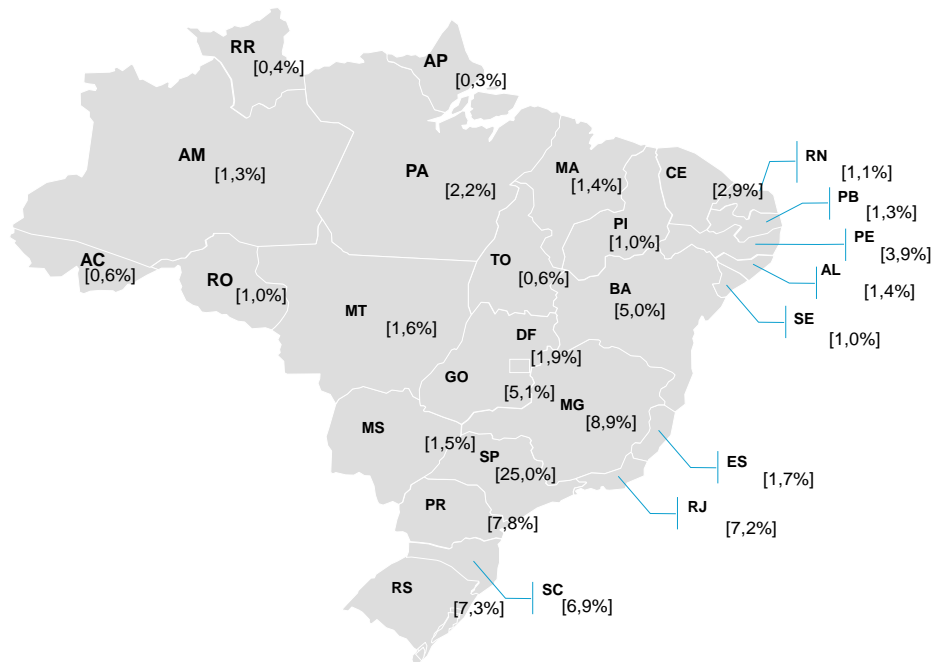 RR
[0,4%]
AP
[0,3%]
AM
[1,3%]
PA
[2,2%]
MA
[1,4%]
CE
[2,9%]
RN
[1,1%]
PB
[1,3%]
PI
[1,0%]
PE
[3,9%]
AC
[0,6%]
RO
[1,0%]
TO
[0,6%]
BA
[5,0%]
AL
[1,4%]
SE
[1,0%]
MT
[1,6%]
DF
[1,9%]
GO
[5,1%]
MG
[8,9%]
MS
[1,5%]
SP
[25,0%]
ES
[1,7%]
RJ
[7,2%]
PR
[7,8%]
RS
[7,3%]
SC
[6,9%]